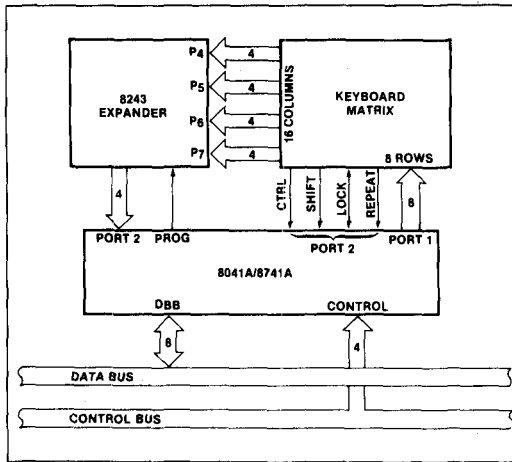 8243
EXPANDER
P4
P5
P6
P7
4
4
4
4
16 COLUMNS
KEYBOARD
MATRIX
8 ROWS
4
CTRL
SHIFT
LOCK
REPEAT
8
PORT 2
PROG
PORT 2
PORT 1
8041A/8741A
DBB
CONTROL
8
4
DATA BUS
CONTROL BUS